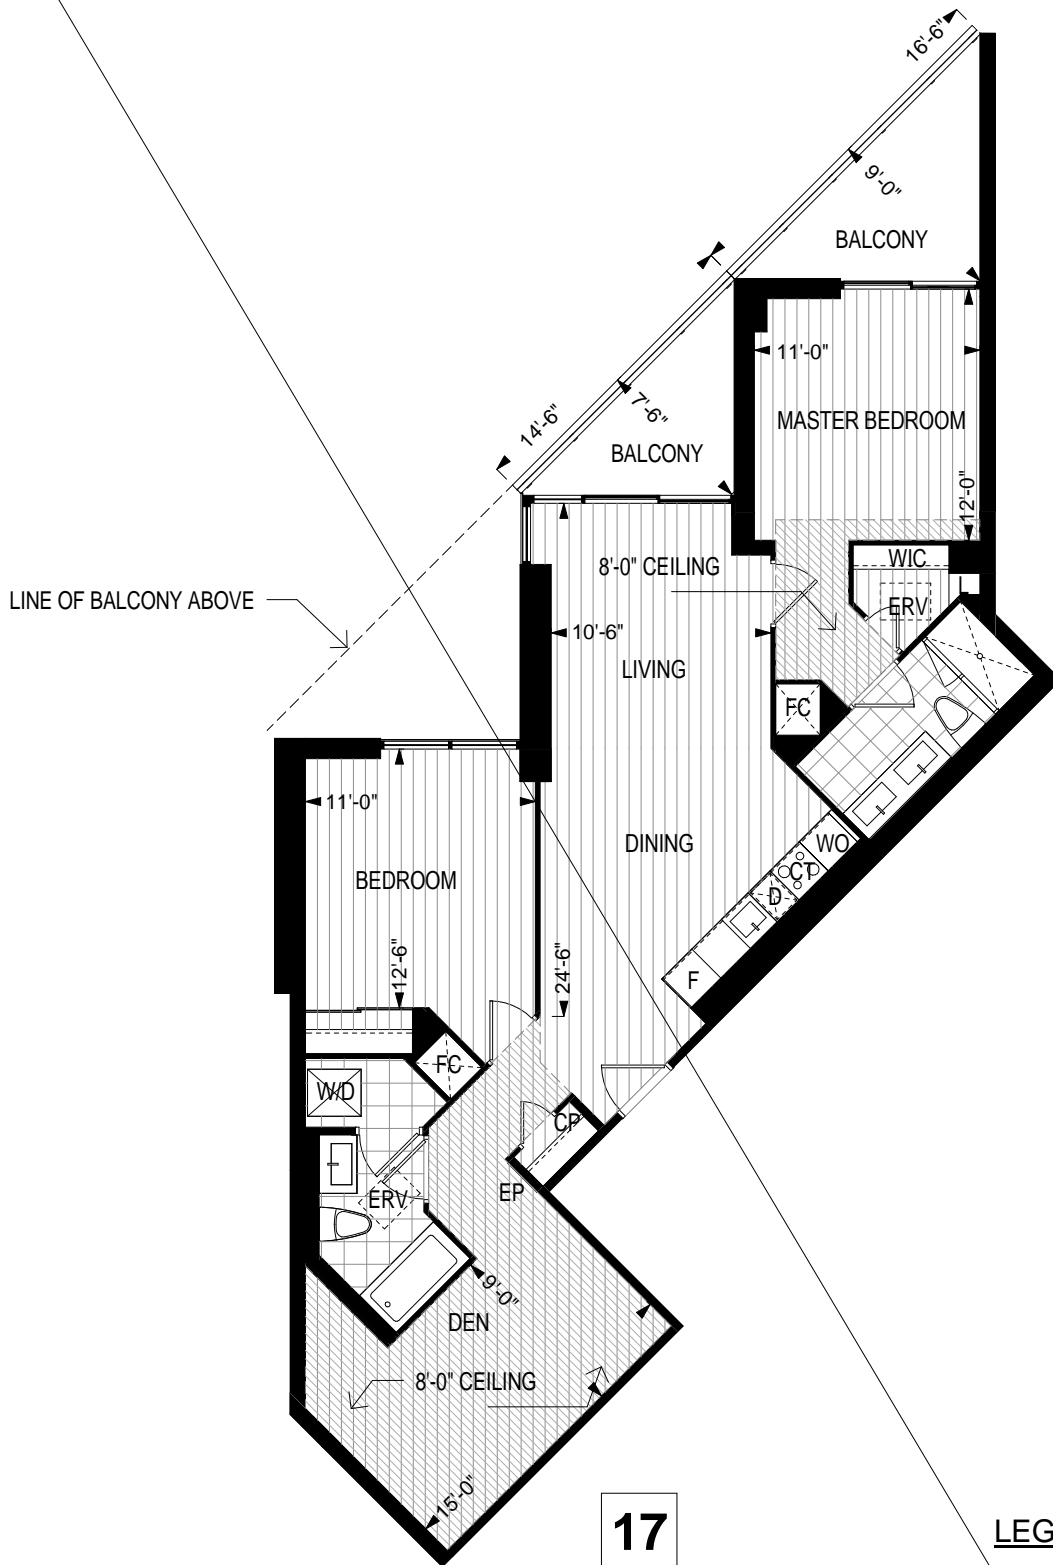 16'-6"
9'-0"
BALCONY
11'-0"
14'-6"
7'-6"
MASTER BEDROOM
BALCONY
12'-0"
8'-0" CEILING
WIC
LINE OF BALCONY ABOVE
ERV
10'-6"
LIVING
FC
11'-0"
DINING
WO
CT
BEDROOM
D
12'-6"
24'-6"
F
FC
W/D
CP
ERV
EP
9'-0"
DEN
8'-0" CEILING
15'-0"
17
LEG